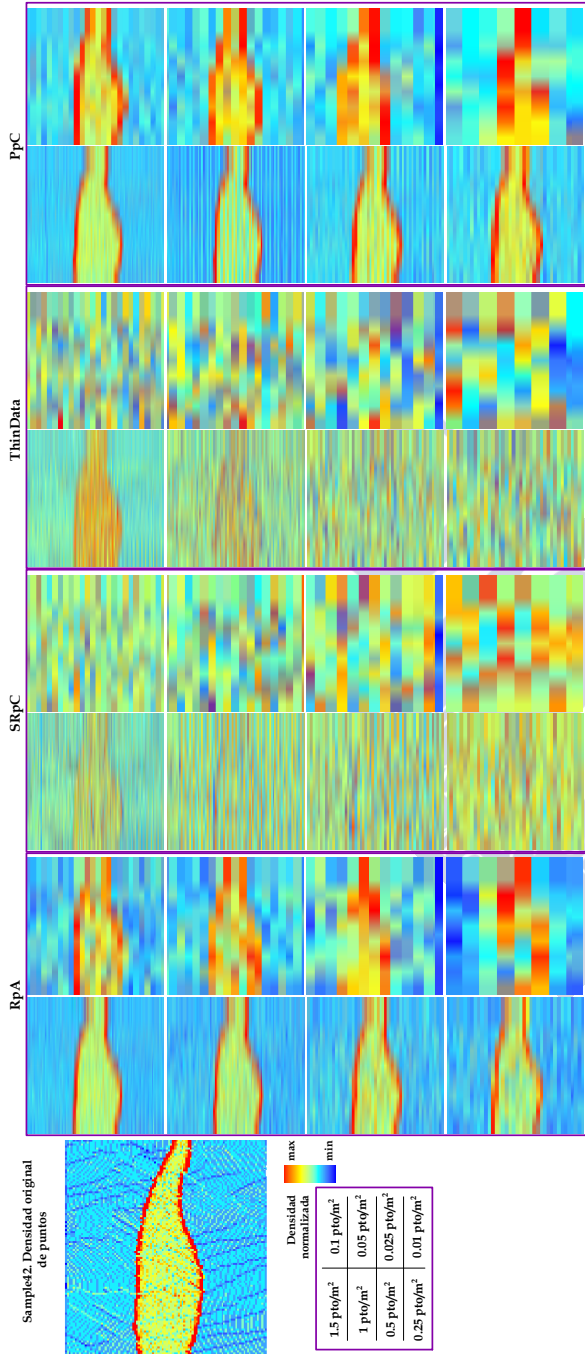 Sample42. Densidad original
de puntos
RpA
SRpC
ThinData
PpC
Densidad
normalizada
max
min
1.5 pto/m² 0.1 pto/m²
1 pto/m² 0.05 pto/m²
0.5 pto/m² 0.025 pto/m²
0.25 pto/m² 0.01 pto/m²